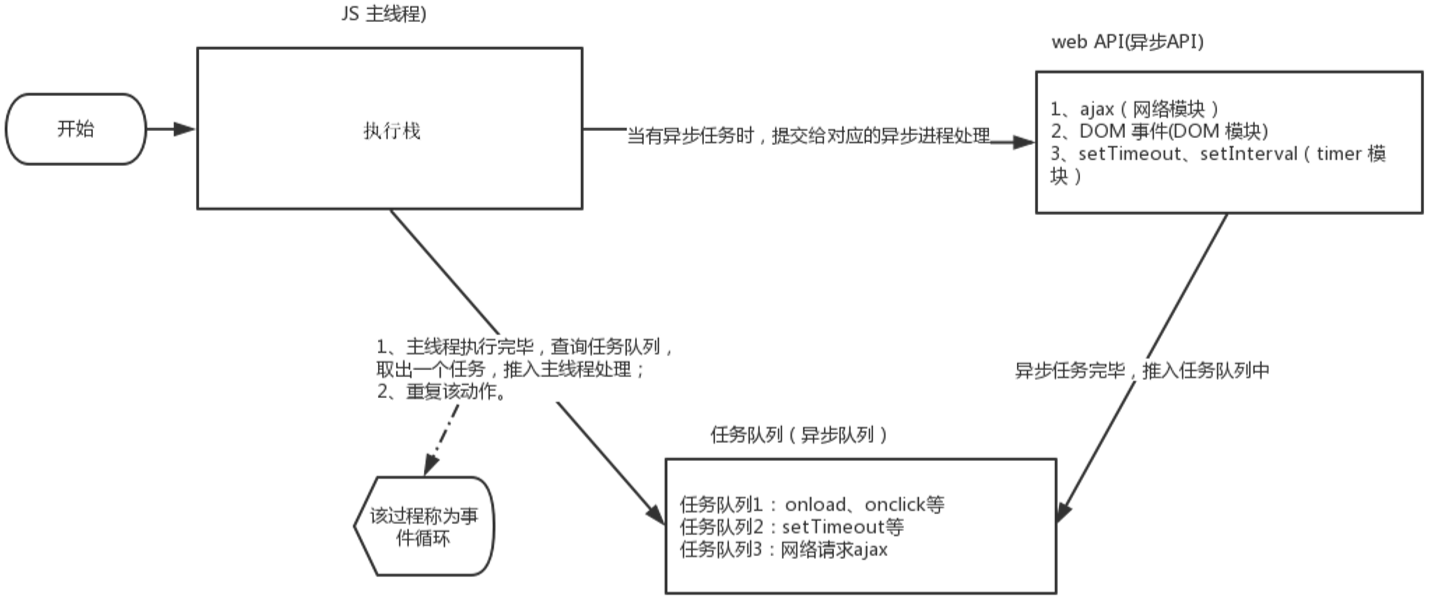 JS 主线程)
web API(异步API)
开始
执行栈
当有异步任务时，提交给对应的异步进程处理
1、ajax（网络模块）
2、DOM 事件(DOM 模块)
3、setTimeout、setInterval（timer 模
块）
1、主线程执行完毕，查询任务队列，
取出一个任务，推入主线程处理；
2、重复该动作。
异步任务完毕，推入任务队列中
任务队列（异步队列）
任务队列1： onload、onclick等
任务队列2：setTimeout等
任务队列3：网络请求ajax
该过程称为事
件循环